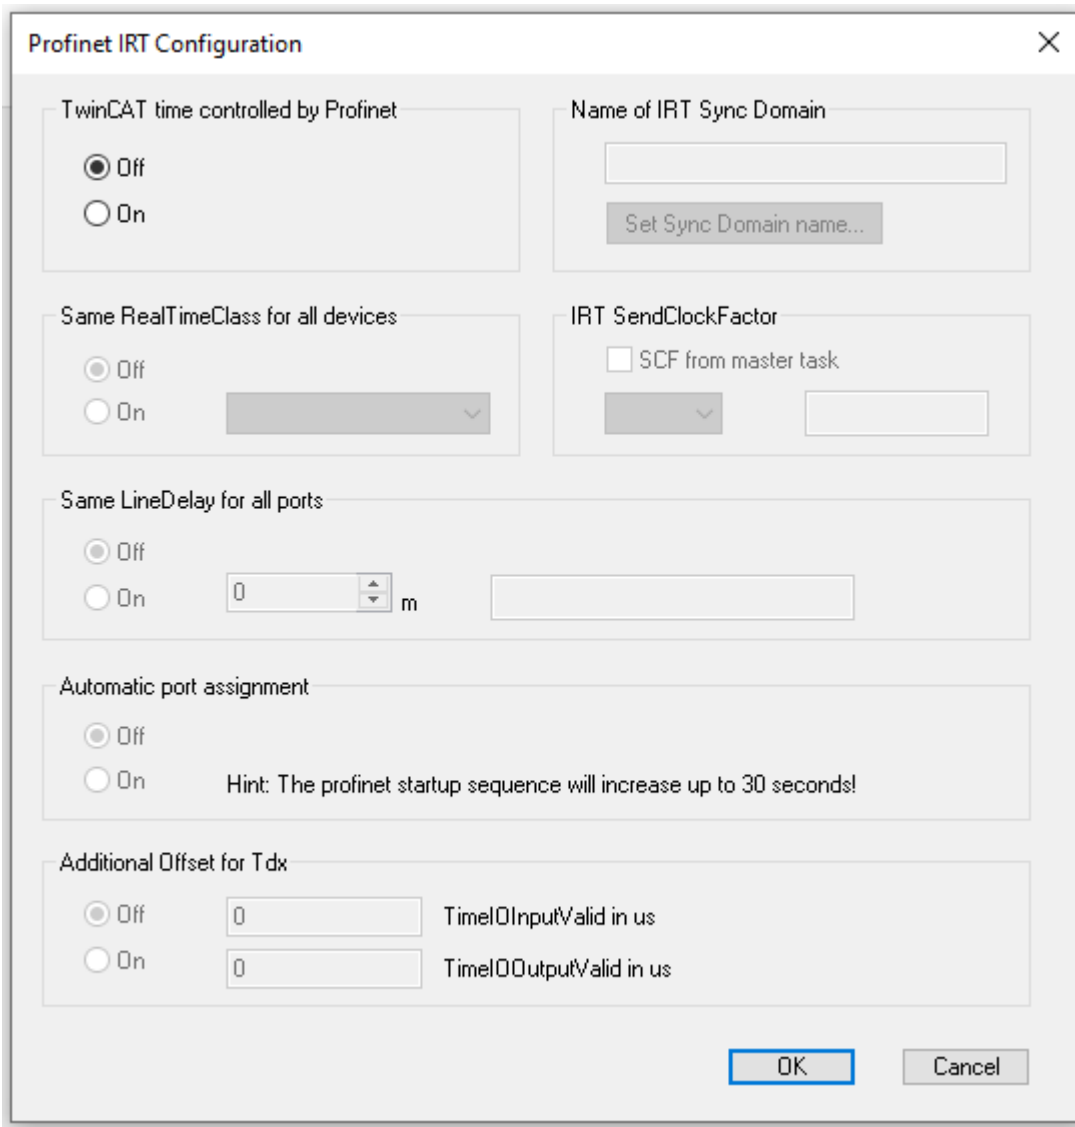 Profinet IRT Configuration
TwinCAT time controlled by Profinet
Off
On
Name of IRT Sync Domain
Set Sync Domain name...
Same RealTimeClass for all devices
Off
On
IRT SendClockFactor
SCF from master task
Same LineDelay for all ports
Off
On
0
m
Automatic port assignment
Off
On
Hint: The profinet startup sequence will increase up to 30 seconds!
Additional Offset for Tdx
Off
0
TimeIOInputValid in us
On
0
TimeIOOutputValid in us
OK
Cancel